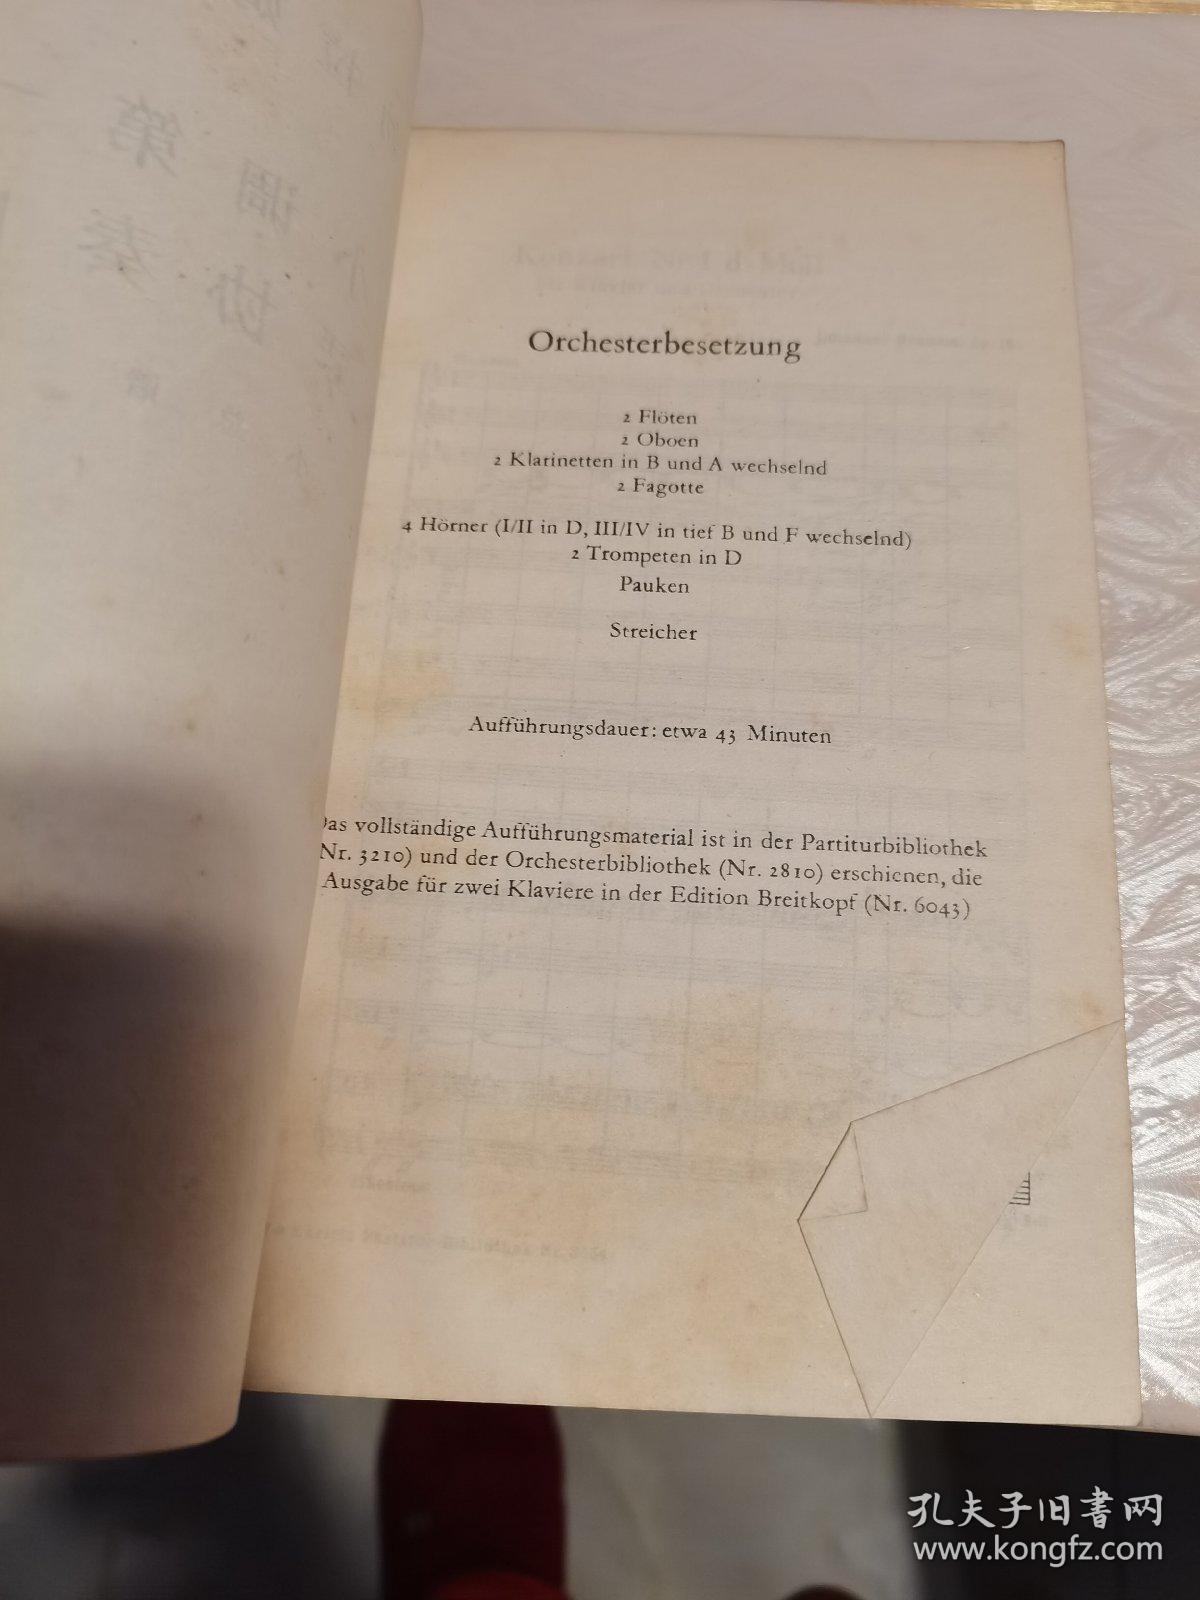 Orchesterbesetzung
2 Flöten
2 Oboen
2 Klarinetten in B und A wechselnd
2 Fagotte
4 Hörner (I/II in D, III/IV in tief B und F wechselnd)
2 Trompeten in D
Pauken
Streicher
Aufführungsdauer: etwa 43 Minuten
as vollständige Aufführungsmaterial ist in der Partiturbibliothek
Nr. 3210) und der Orchesterbibliothek (Nr. 2810) erschienen, die
Ausgabe für zwei Klaviere in der Edition Breitkopf (Nr. 6043)
孔夫子旧书网
www.kongfz.com